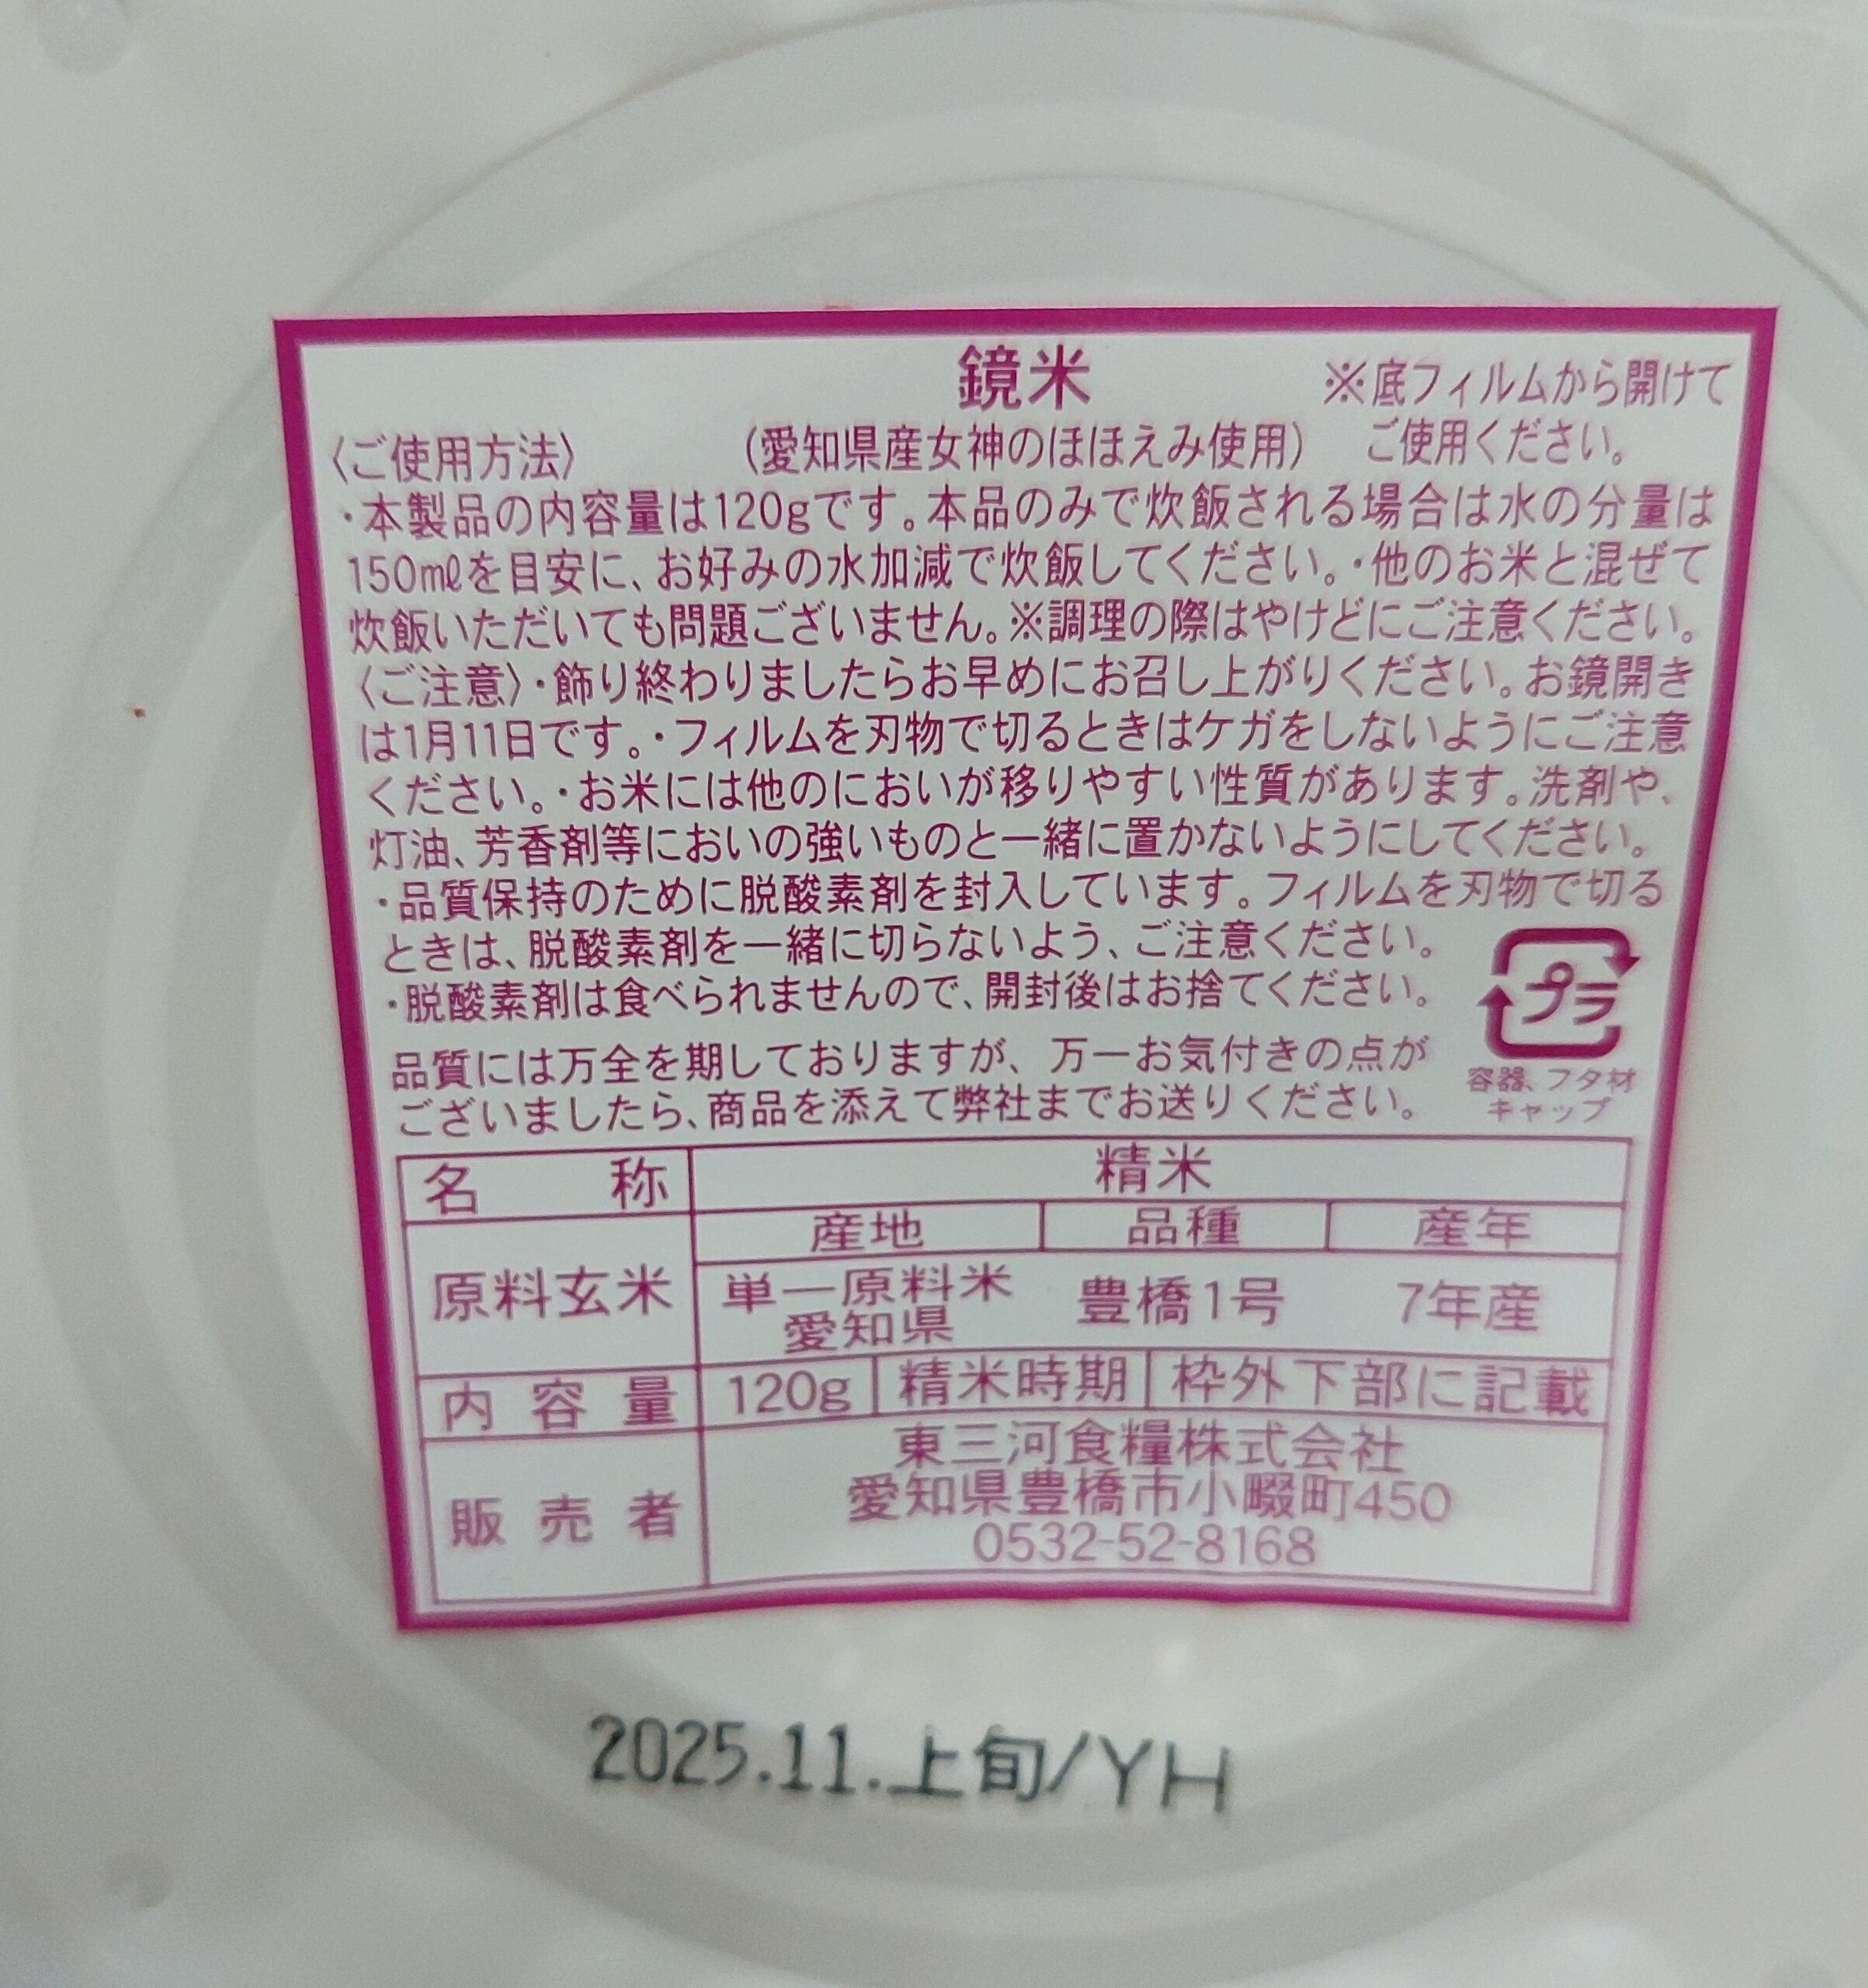 鏡米
※底フィルムから開けて
〈ご使用方法〉 （愛知県産女神のほほえみ使用） ご使用ください。
・本製品の内容量は120gです。本品のみで炊飯される場合は水の分量は
150mℓを目安に、お好みの水加減で炊飯してください。・他のお米と混ぜて
炊飯いただいても問題ございません。※調理の際はやけどにご注意ください。
〈ご注意〉・飾り終わりましたらお早めにお召し上がりください。お鏡開き
は1月11日です。・フィルムを刃物で切るときはケガをしないようにご注意
ください。・お米には他のにおいが移りやすい性質があります。洗剤や、
灯油、芳香剤等においの強いものと一緒に置かないようにしてください。
・品質保持のために脱酸素剤を封入しています。フィルムを刃物で切る
ときは、脱酸素剤を一緒に切らないよう、ご注意ください。
・脱酸素剤は食べられませんので、開封後はお捨てください。
プラ
容器、フタ材
キャップ
品質には万全を期しておりますが、万一お気付きの点が
ございましたら、商品を添えて弊社までお送りください。
名称 精米
産地 品種 産年
原料玄米 単一原料米 豊橋1号 7年産
愛知県
内容量 120g 精米時期 枠外下部に記載
販売者 東三河食糧株式会社
愛知県豊橋市小畷町450
0532-52-8168
2025.11.上旬/YH